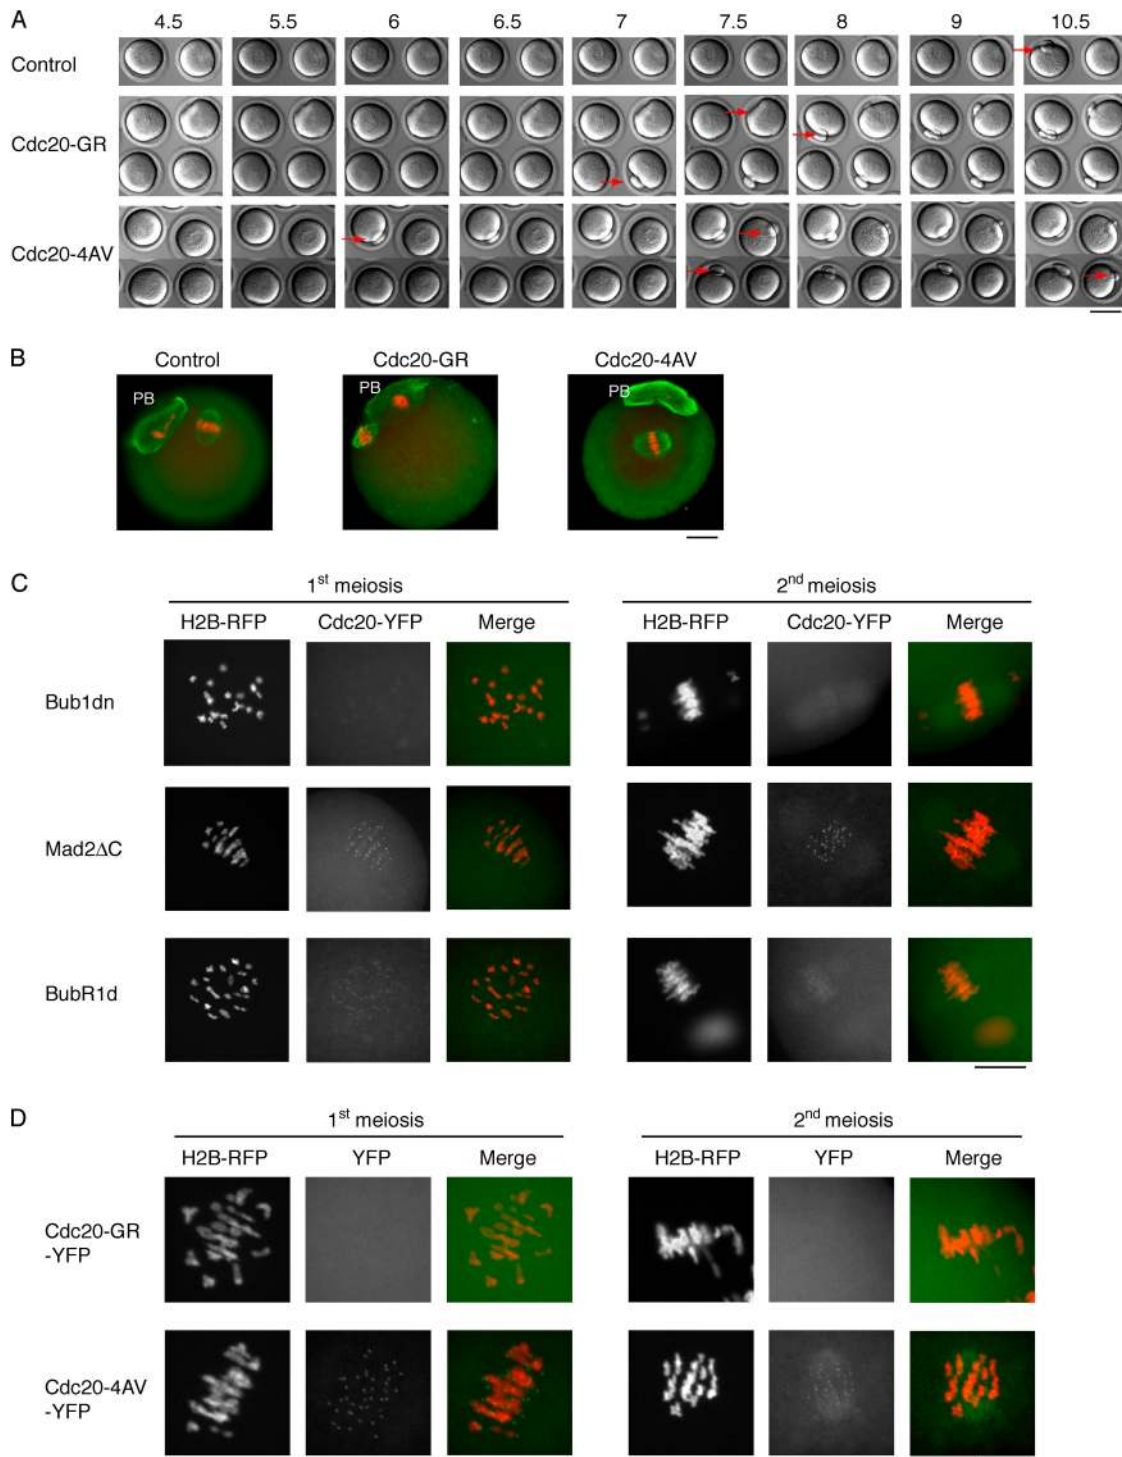 A
4.5 5.5 6 6.5 7 7.5 8 9 10.5
Control
Cdc20-GR
Cdc20-4AV
B
Control Cdc20-GR Cdc20-4AV
PB PB PB
C
1st meiosis 2nd meiosis
H2B-RFP Cdc20-YFP Merge H2B-RFP Cdc20-YFP Merge
Bub1dn
Mad2ΔC
BubR1d
D
1st meiosis 2nd meiosis
H2B-RFP YFP Merge H2B-RFP YFP Merge
Cdc20-GR
-YFP
Cdc20-4AV
-YFP